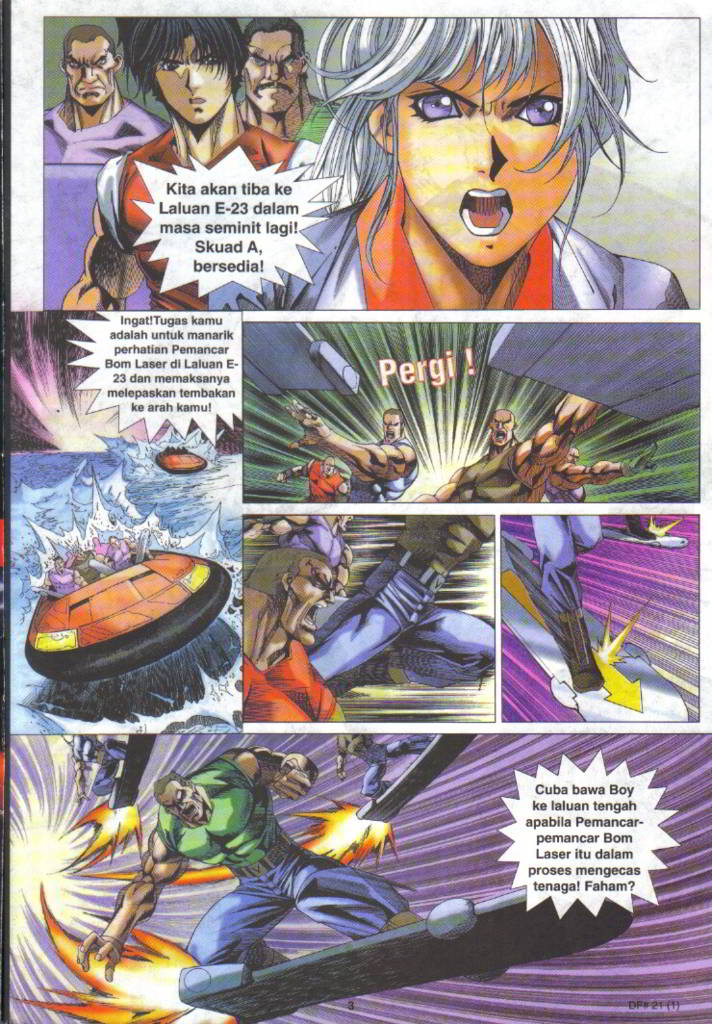 Kita akan tiba ke
Laluan E-23 dalam
masa seminit lagi!
Skuad A,
bersedia!
Ingat!Tugas kamu
adalah untuk manarik
perhatian Pemancar
Bom Laser di Laluan E-
23 dan memaksanya
melepaskan tembakan
ke arah kamu!
Pergi !
Cuba bawa Boy
ke laluan tengah
apabila Pemancar-
pemancar Bom
Laser itu dalam
proses mengecas
tenaga! Faham?
3
DF# 21 (1)